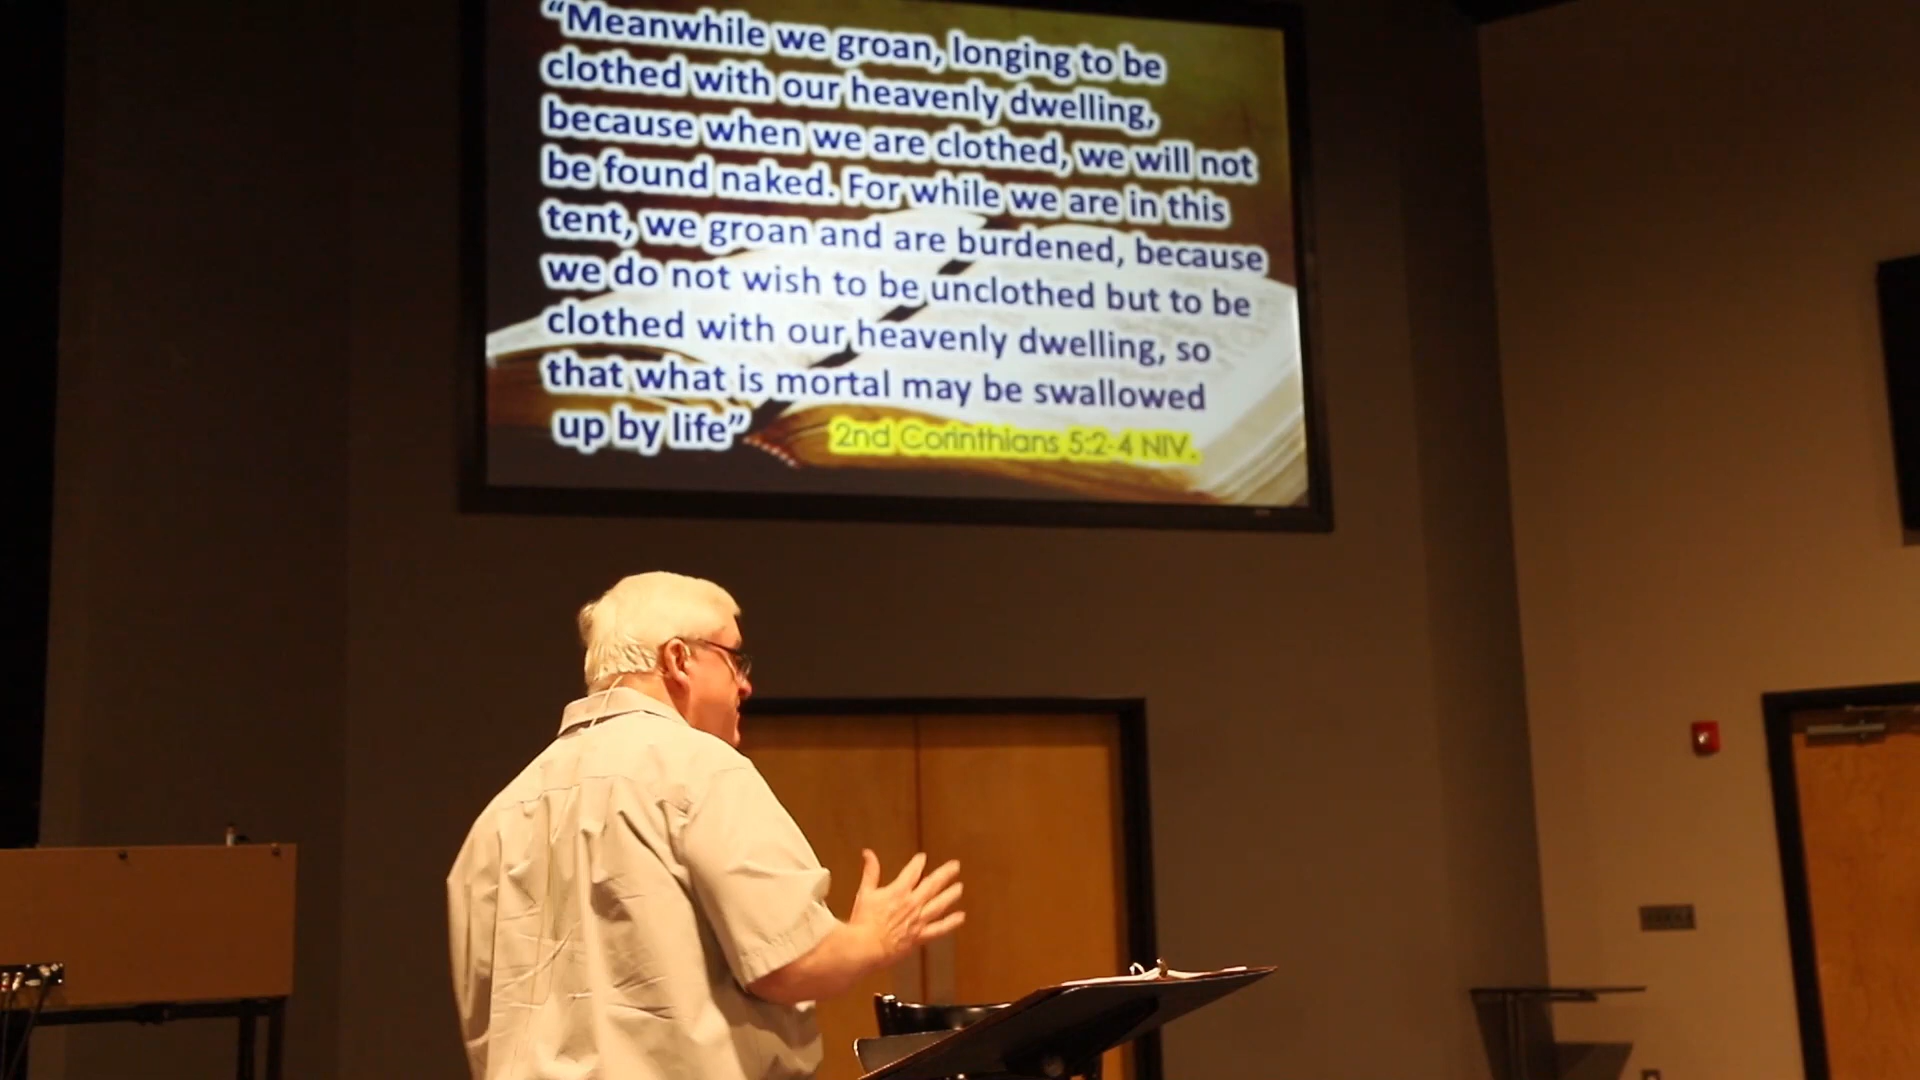 “Meanwhile we groan, longing to be
clothed with our heavenly dwelling,
because when we are clothed, we will not
be found naked. For while we are in this
tent, we groan and are burdened, because
we do not wish to be unclothed but to be
clothed with our heavenly dwelling, so
that what is mortal may be swallowed
up by life”
2nd Corinthians 5:2-4 NIV.